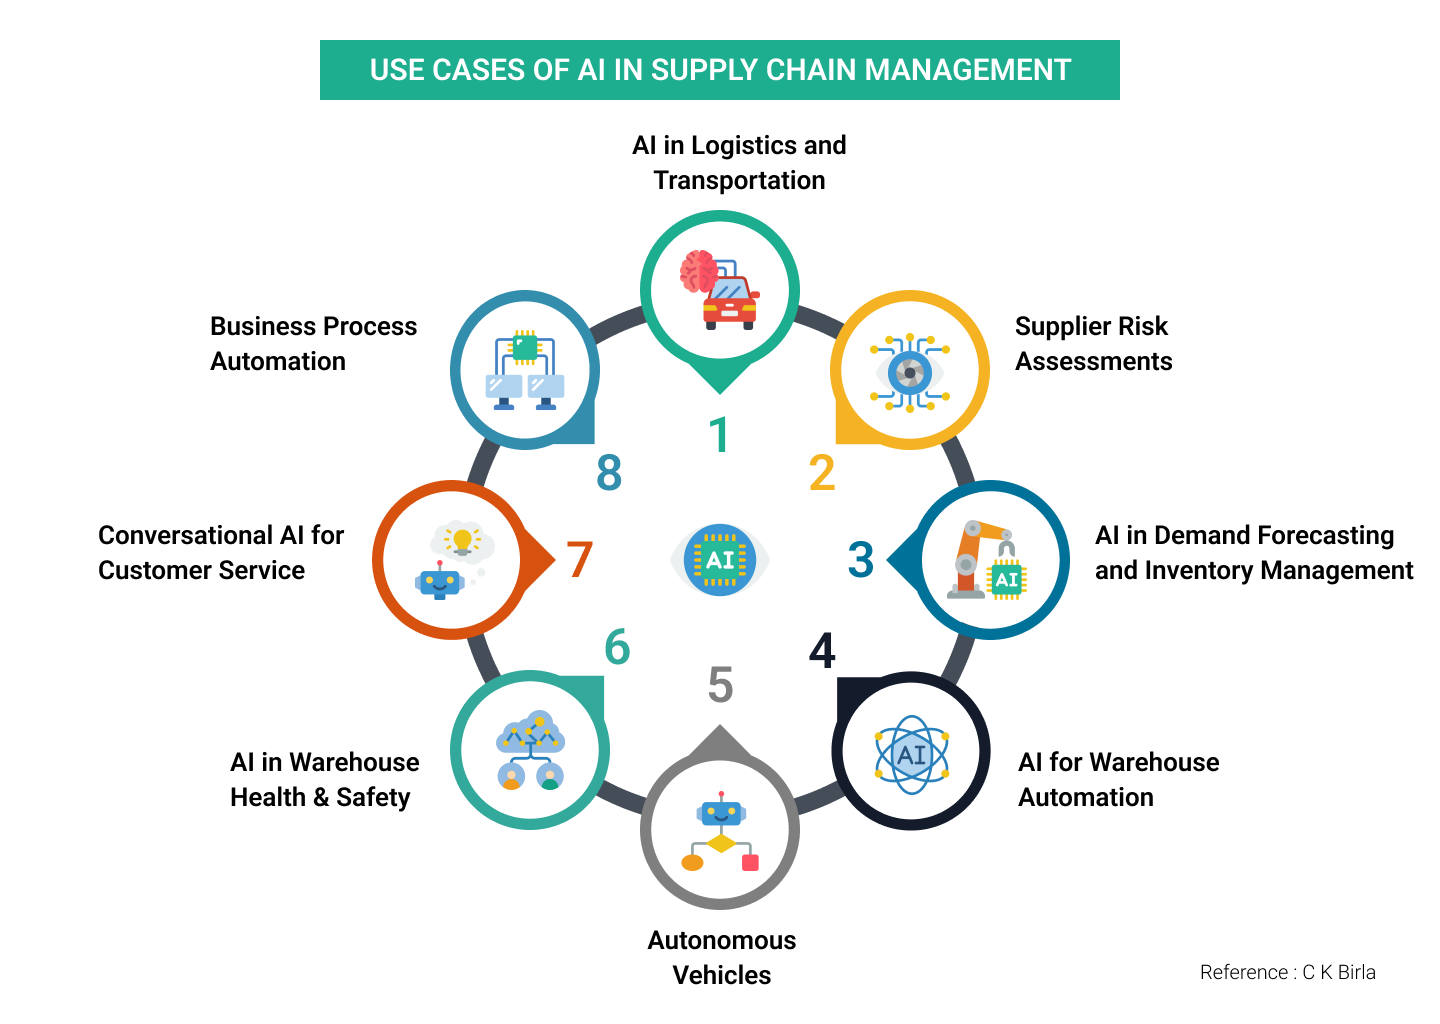 USE CASES OF AI IN SUPPLY CHAIN MANAGEMENT
AI in Logistics and
Transportation
1
Supplier Risk
Assessments
2
AI in Demand Forecasting
and Inventory Management
3
AI
AI for Warehouse
Automation
4
AI
Autonomous
Vehicles
5
AI in Warehouse
Health & Safety
6
Conversational AI for
Customer Service
7
Business Process
Automation
8
AI
Reference : C K Birla